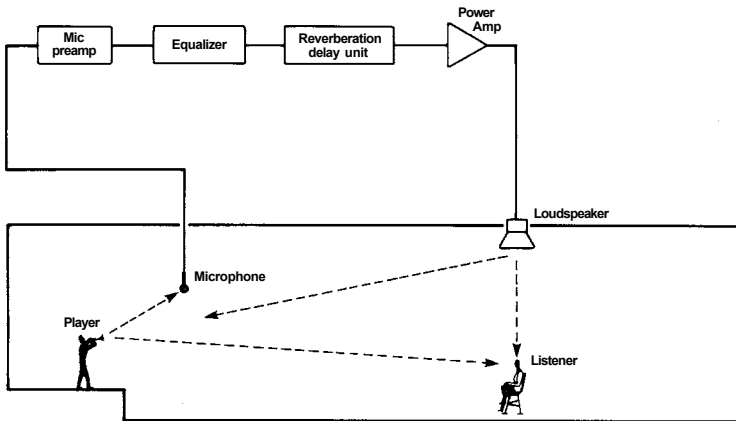 Power
Amp
Mic
preamp
Equalizer
Reverberation
delay unit
Loudspeaker
Microphone
Player
Listener